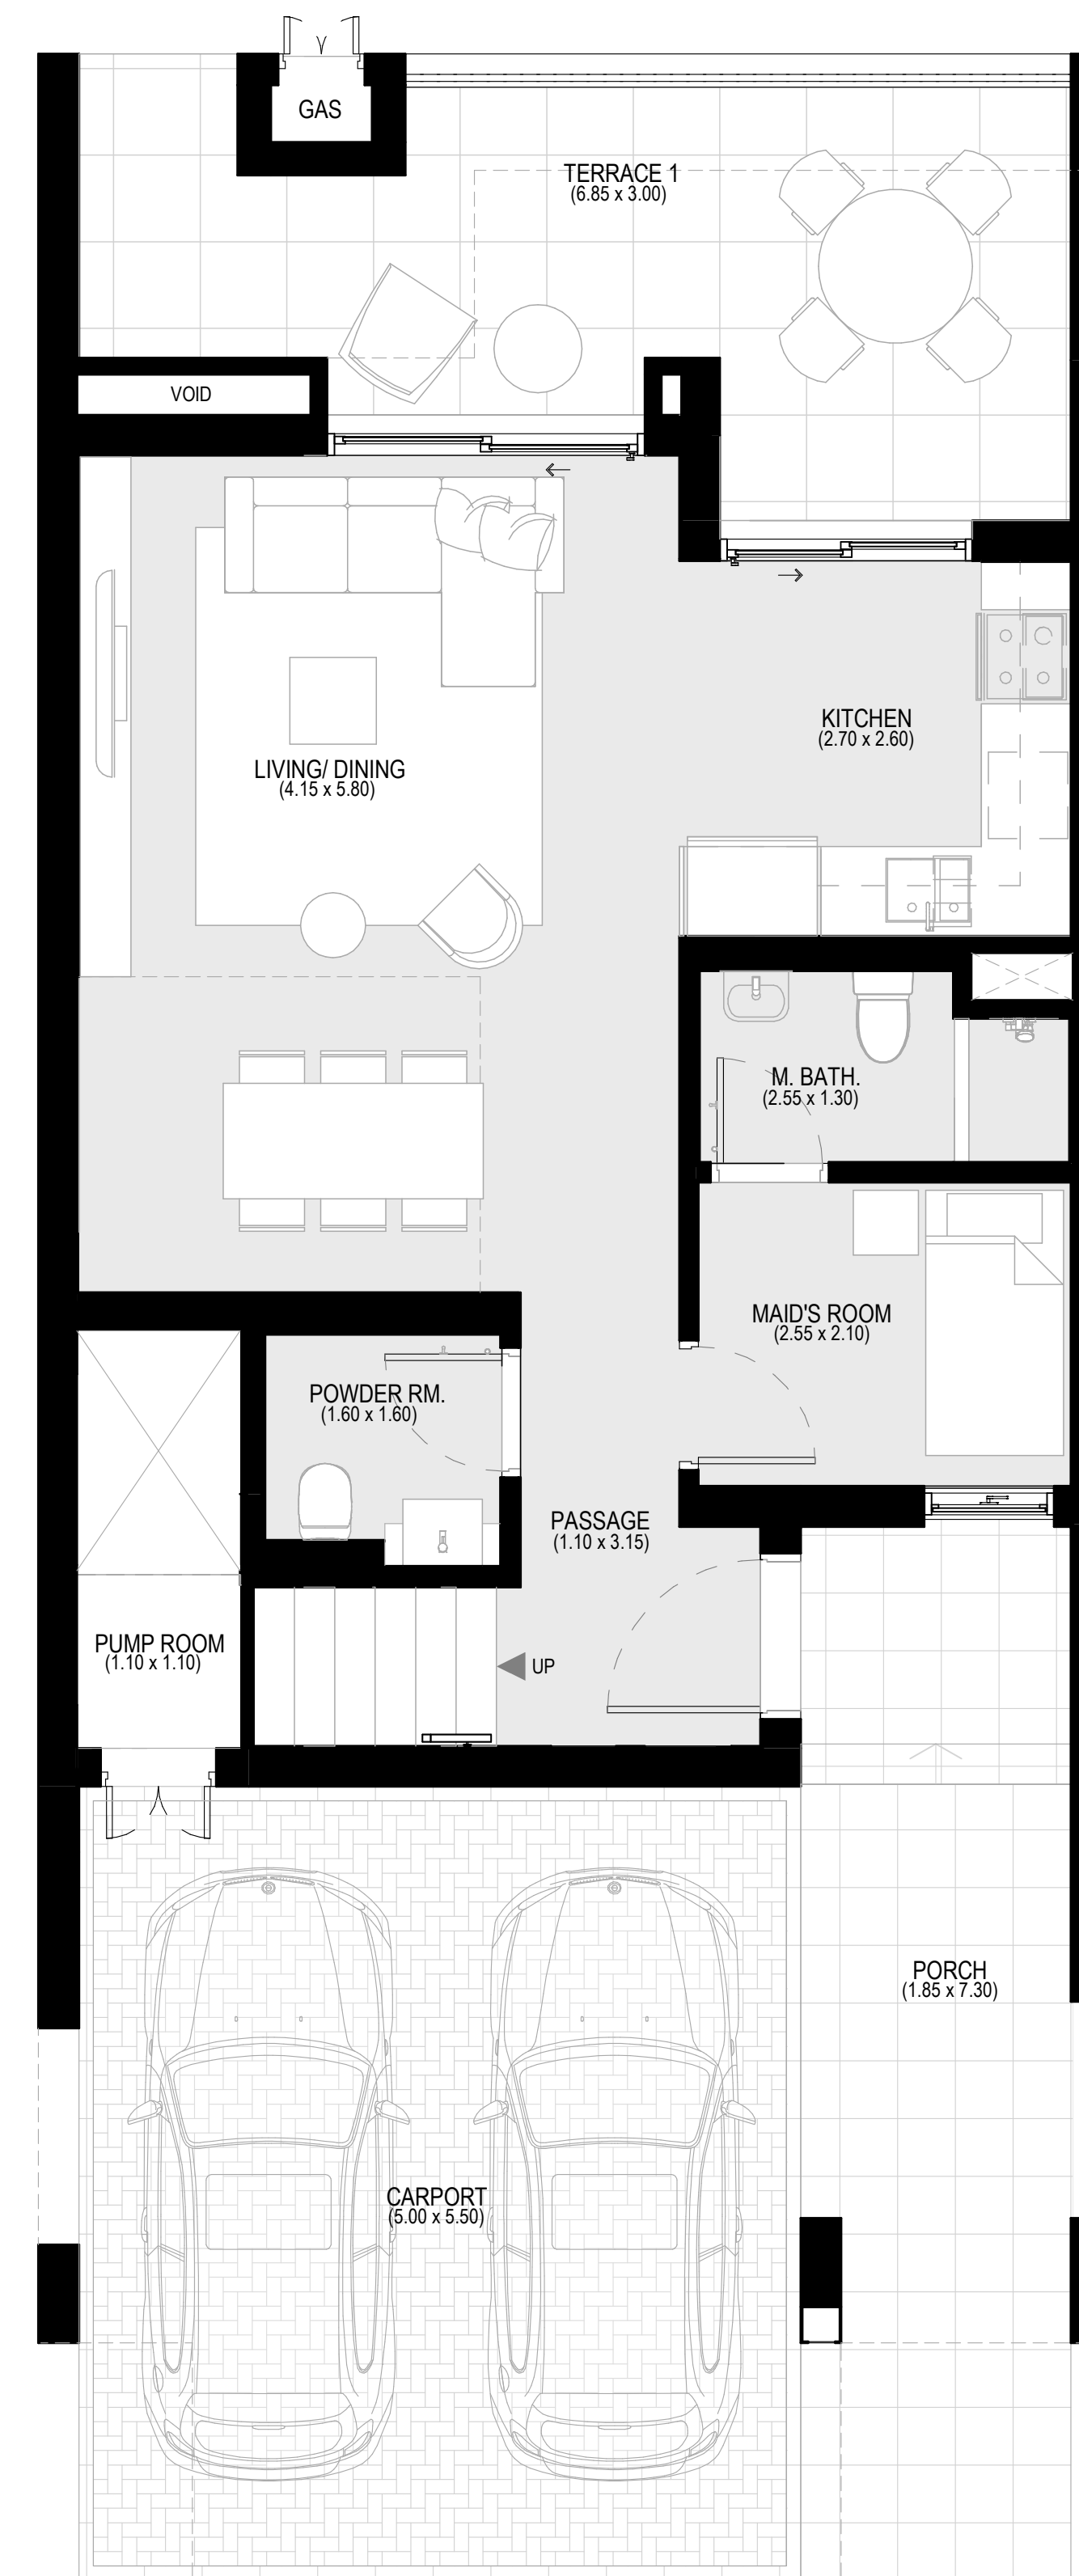 GAS
TERRACE 1
(6.85 x 3.00)
VOID
KITCHEN
(2.70 x 2.60)
LIVING/ DINING
(4.15 x 5.80)
M. BATH.
(2.55 x 1.30)
MAID'S ROOM
(2.55 x 2.10)
POWDER RM.
(1.60 x 1.60)
PASSAGE
(1.10 x 3.15)
PUMP ROOM
(1.10 x 1.10)
UP
PORCH
(1.85 x 7.30)
CARPORT
(5.00 x 5.50)